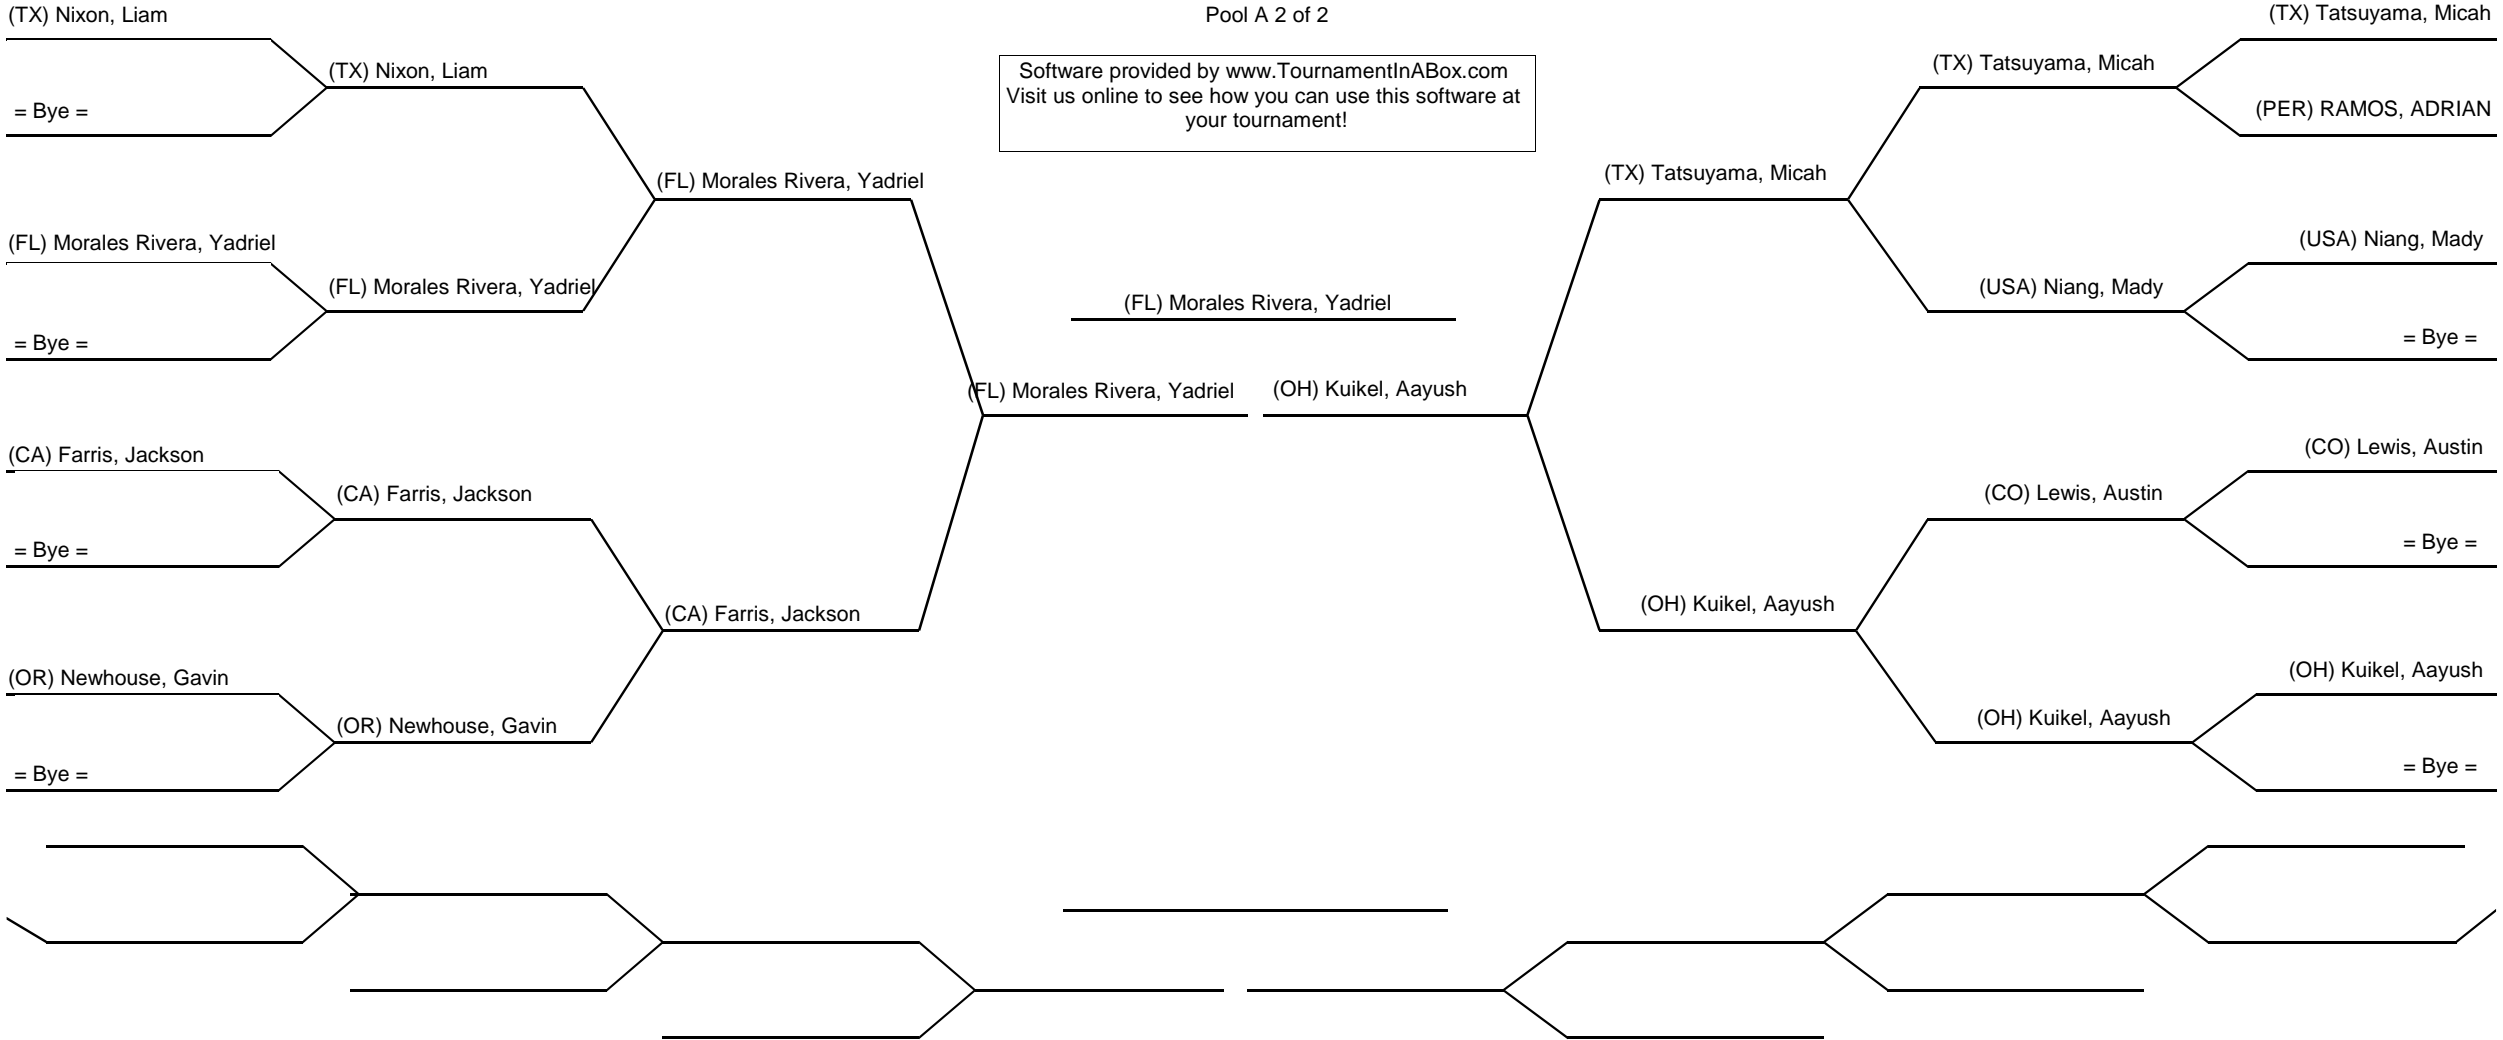 (TX) Nixon, Liam
= Bye =
(FL) Morales Rivera, Yadriel
= Bye =
(CA) Farris, Jackson
= Bye =
(OR) Newhouse, Gavin
= Bye =
(TX) Nixon, Liam
(FL) Morales Rivera, Yadriel
(CA) Farris, Jackson
(OR) Newhouse, Gavin
(FL) Morales Rivera, Yadriel
(CA) Farris, Jackson
Pool A 2 of 2
Software provided by www.TournamentInABox.com
Visit us online to see how you can use this software at
your tournament!
(FL) Morales Rivera, Yadriel
(FL) Morales Rivera, Yadriel
(OH) Kuikel, Aayush
(TX) Tatsuyama, Micah
(OH) Kuikel, Aayush
(TX) Tatsuyama, Micah
(USA) Niang, Mady
(CO) Lewis, Austin
(OH) Kuikel, Aayush
(TX) Tatsuyama, Micah
(PER) RAMOS, ADRIAN
(USA) Niang, Mady
= Bye =
(CO) Lewis, Austin
= Bye =
(OH) Kuikel, Aayush
= Bye =